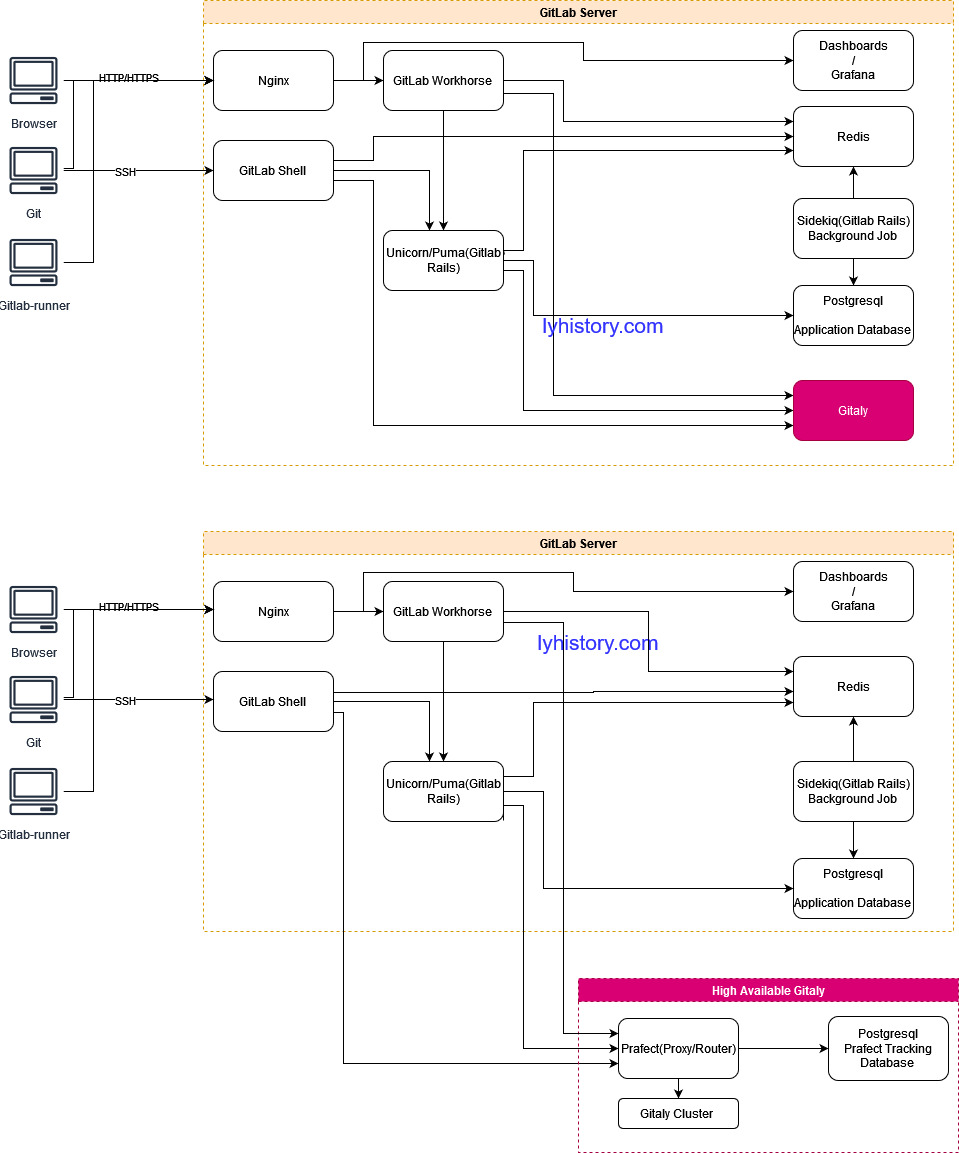 GitLab Server
Browser
Git
Gitlab-runner
HTTP/HTTPS
SSH
Nginx
GitLab Workhorse
GitLab Shell
Unicorn/Puma(Gitlab
Rails)
Dashboards
/
Grafana
Redis
Sidekiq(Gitlab Rails)
Background Job
Postgresql
Application Database
lyhistory.com
Gitaly
GitLab Server
Browser
Git
Gitlab-runner
HTTP/HTTPS
SSH
Nginx
GitLab Workhorse
GitLab Shell
Unicorn/Puma(Gitlab
Rails)
Dashboards
/
Grafana
lyhistory.com
Redis
Sidekiq(Gitlab Rails)
Background Job
Postgresql
Application Database
High Available Gitaly
Prafect(Proxy/Router)
Postgresql
Prafect Tracking
Database
Gitaly Cluster